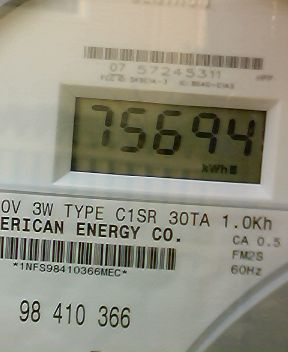 07 57245311
75694
kWh
0V 3W TYPE C1SR 30TA 1.0Kh
ERICAN ENERGY CO.
CA 0.5
FM2S
*1NFS98410366MEC*
60Hz
98 410 366